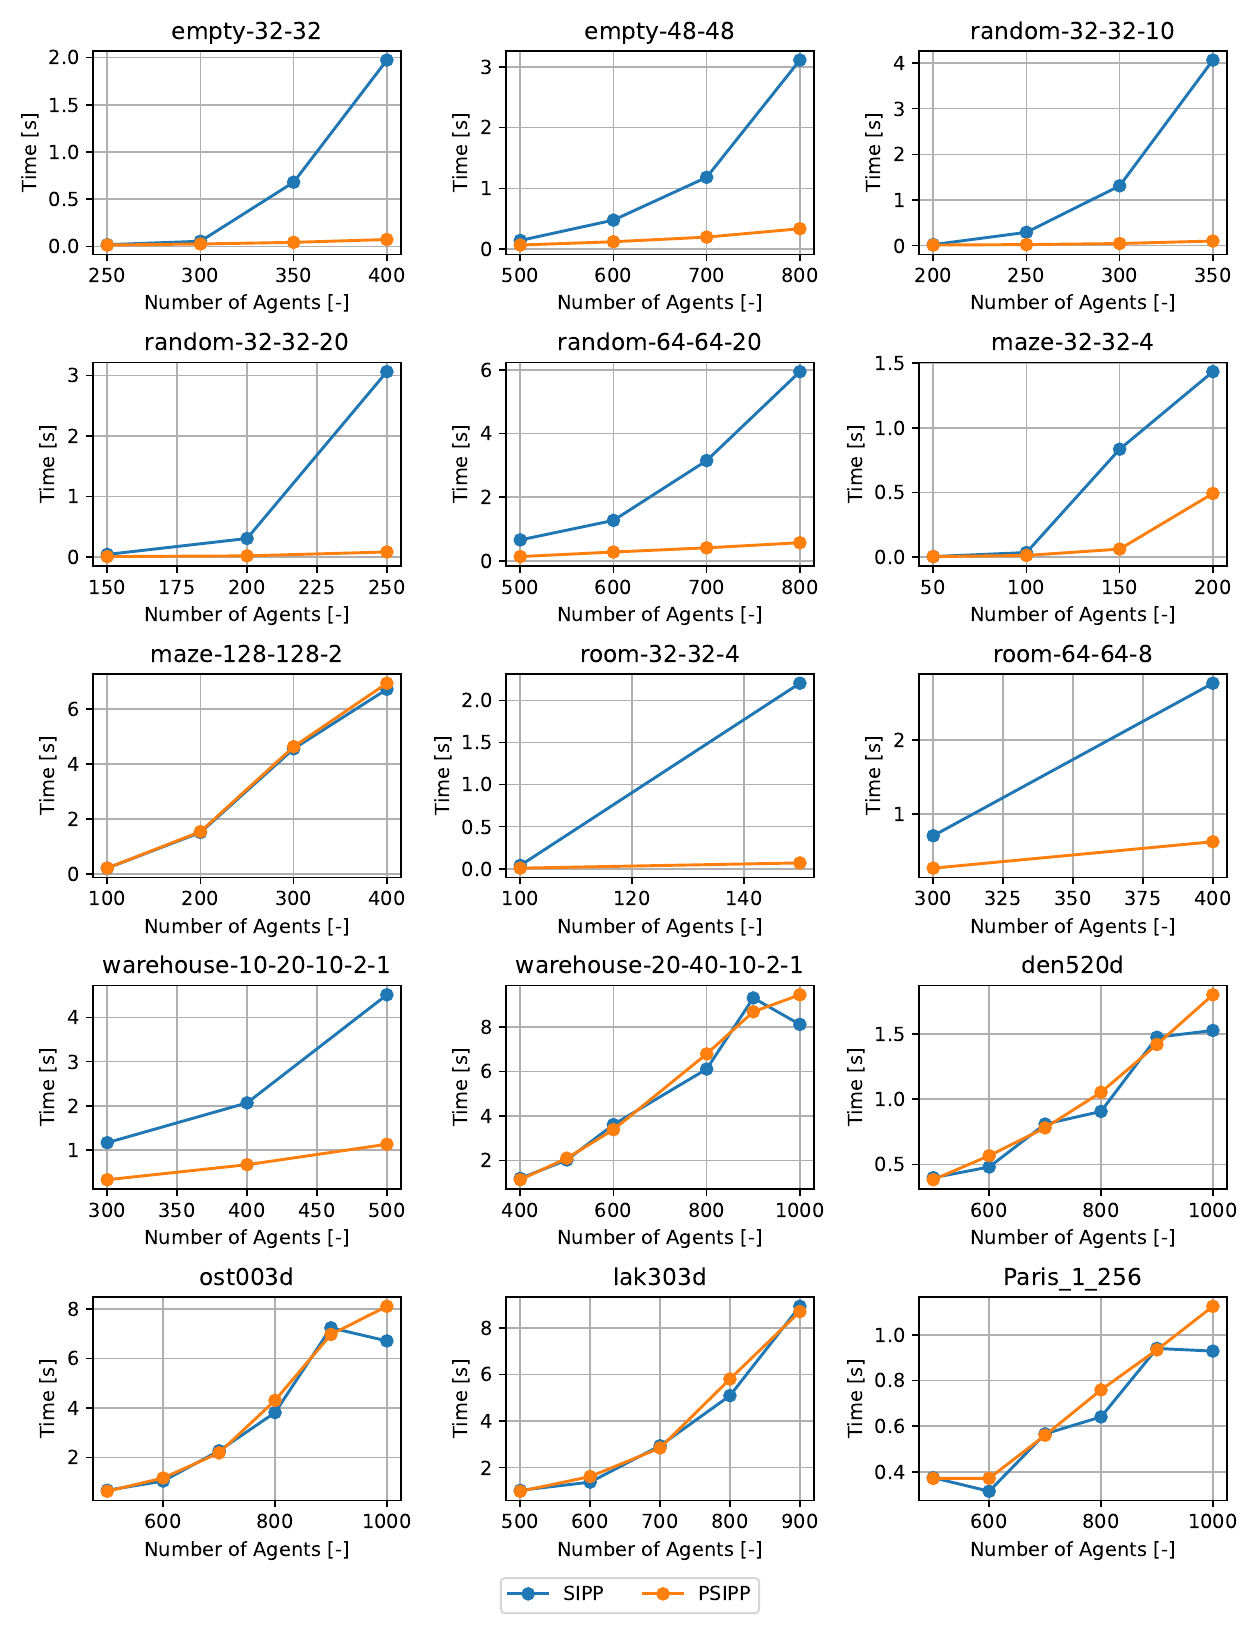 empty-32-32
empty-48-48
random-32-32-10
Time [s]
2.0
1.5
1.0
0.5
0.0
250 300 350 400
Number of Agents [-]
Time [s]
3
2
1
0
500 600 700 800
Number of Agents [-]
Time [s]
4
3
2
1
0
200 250 300 350
Number of Agents [-]
random-32-32-20
random-64-64-20
maze-32-32-4
Time [s]
3
2
1
0
150 175 200 225 250
Number of Agents [-]
Time [s]
6
4
2
0
500 600 700 800
Number of Agents [-]
Time [s]
1.5
1.0
0.5
0.0
50 100 150 200
Number of Agents [-]
maze-128-128-2
room-32-32-4
room-64-64-8
Time [s]
6
4
2
0
100 200 300 400
Number of Agents [-]
Time [s]
2.0
1.5
1.0
0.5
0.0
100 120 140
Number of Agents [-]
Time [s]
2
1
300 325 350 375 400
Number of Agents [-]
warehouse-10-20-10-2-1
warehouse-20-40-10-2-1
den520d
Time [s]
4
3
2
1
300 350 400 450 500
Number of Agents [-]
Time [s]
8
6
4
2
400 600 800 1000
Number of Agents [-]
Time [s]
1.5
1.0
0.5
600 800 1000
Number of Agents [-]
ost003d
lak303d
Paris_1_256
Time [s]
8
6
4
2
600 800 1000
Number of Agents [-]
Time [s]
8
6
4
2
500 600 700 800 900
Number of Agents [-]
Time [s]
1.0
0.8
0.6
0.4
600 800 1000
Number of Agents [-]
SIPP PSIPP